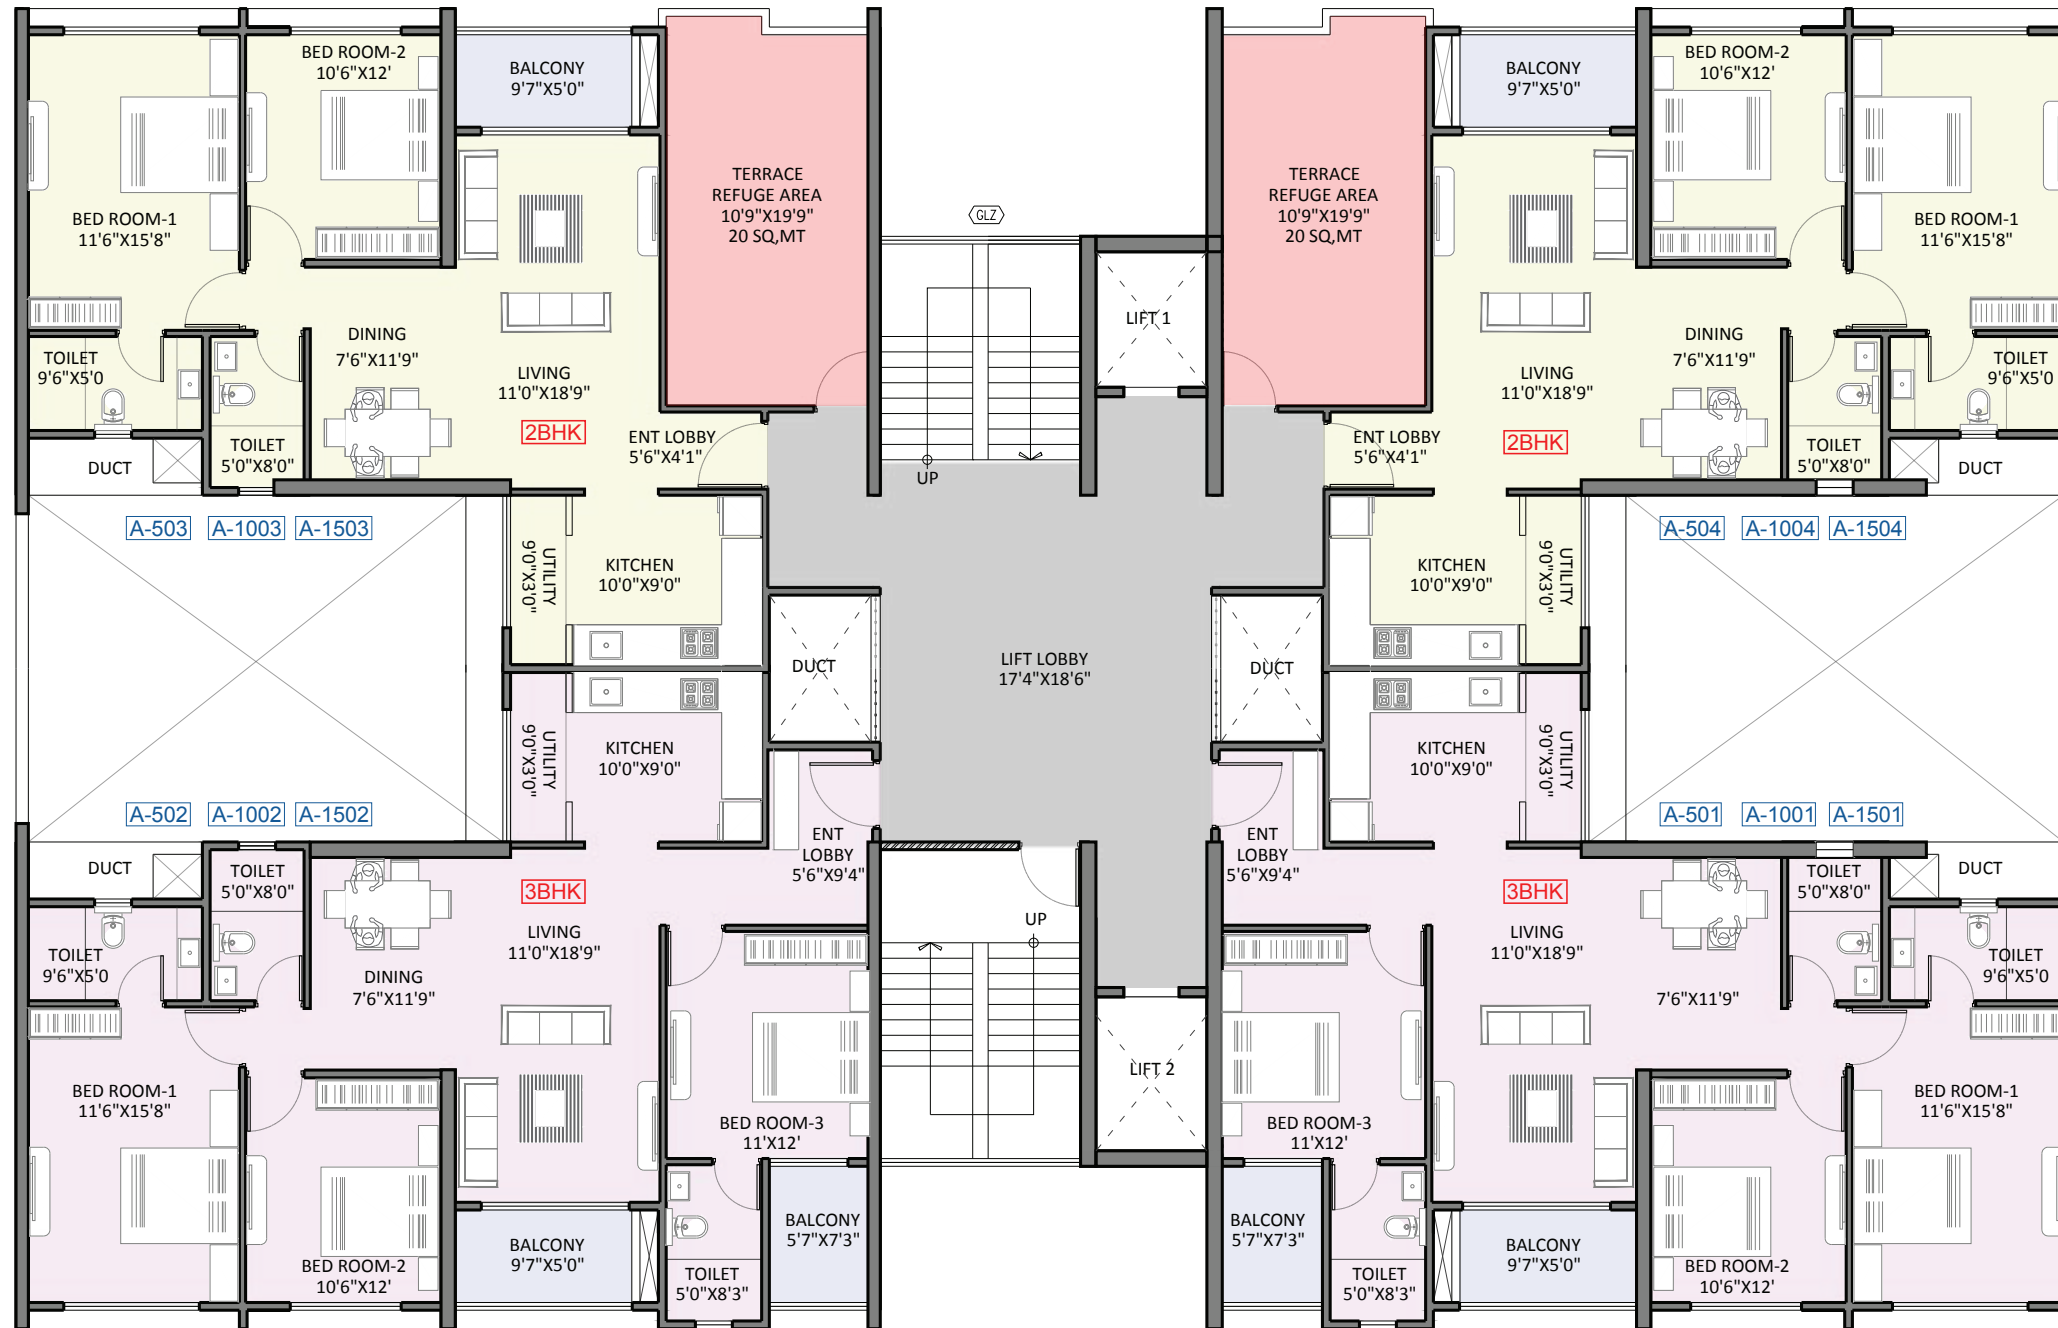 BED ROOM-2
10'6"X12'
BALCONY
9'7"X5'0"
BED ROOM-1
11'6"X15'8"
TERRACE
REFUGE AREA
10'9"X19'9"
20 SQ,MT
GLZ
TERRACE
REFUGE AREA
10'9"X19'9"
20 SQ,MT
BALCONY
9'7"X5'0"
BED ROOM-2
10'6"X12'
BED ROOM-1
11'6"X15'8"
LIFT 1
TOILET
9'6"X5'0
DINING
7'6"X11'9"
LIVING
11'0"X18'9"
2BHK
ENT LOBBY
5'6"X4'1"
TOILET
5'0"X8'0"
DUCT
UP
LIVING
11'0"X18'9"
2BHK
ENT LOBBY
5'6"X4'1"
DINING
7'6"X11'9"
TOILET
9'6"X5'0
TOILET
5'0"X8'0"
DUCT
A-503 A-1003 A-1503
UTILITY
9'0"X3'0"
KITCHEN
10'0"X9'0"
KITCHEN
10'0"X9'0"
UTILITY
9'0"X3'0"
A-504 A-1004 A-1504
DUCT
LIFT LOBBY
17'4"X18'6"
DUCT
UTILITY
9'0"X3'0"
KITCHEN
10'0"X9'0"
KITCHEN
10'0"X9'0"
UTILITY
9'0"X3'0"
A-502 A-1002 A-1502
A-501 A-1001 A-1501
DUCT
TOILET
5'0"X8'0"
3BHK
ENT
LOBBY
5'6"X9'4"
ENT
LOBBY
5'6"X9'4"
3BHK
TOILET
5'0"X8'0"
DUCT
TOILET
9'6"X5'0
DINING
7'6"X11'9"
LIVING
11'0"X18'9"
UP
LIVING
11'0"X18'9"
7'6"X11'9"
TOILET
9'6"X5'0
LIFT 2
BED ROOM-1
11'6"X15'8"
BED ROOM-3
11'X12'
BED ROOM-3
11'X12'
BED ROOM-1
11'6"X15'8"
BED ROOM-2
10'6"X12'
BALCONY
9'7"X5'0"
TOILET
5'0"X8'3"
BALCONY
5'7"X7'3"
BALCONY
5'7"X7'3"
TOILET
5'0"X8'3"
BALCONY
9'7"X5'0"
BED ROOM-2
10'6"X12'